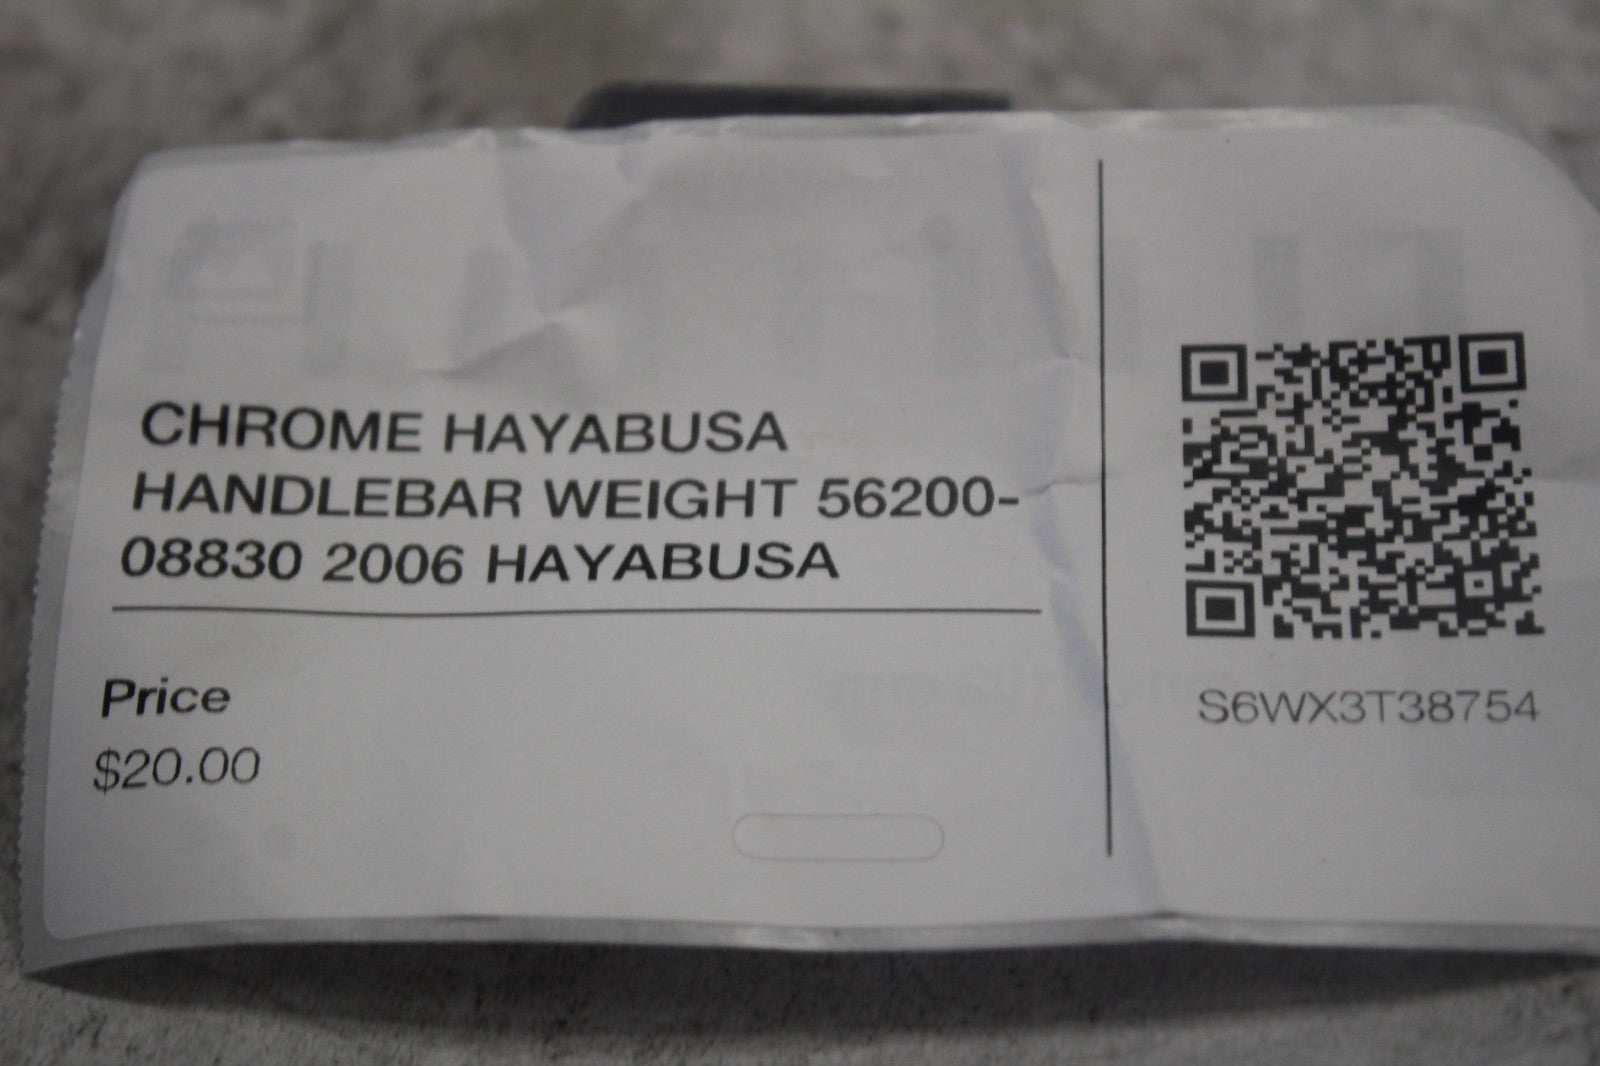 CHROME HAYABUSA
HANDLEBAR WEIGHT 56200-
08830 2006 HAYABUSA
Price
$20.00
S6WX3T38754